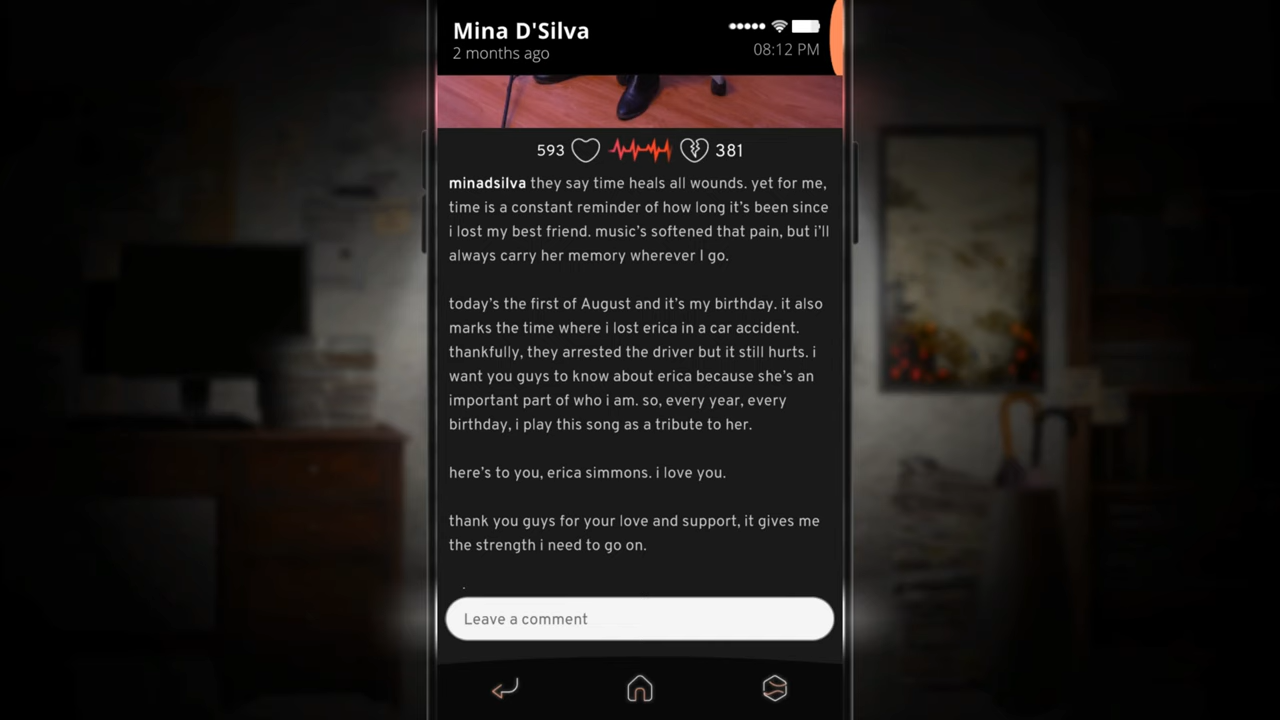 Mina D'Silva
2 months ago
08:12 PM
593
381
minadsilva they say time heals all wounds. yet for me,
time is a constant reminder of how long it's been since
i lost my best friend. music's softened that pain, but i'll
always carry her memory wherever I go.
today's the first of August and it's my birthday. it also
marks the time where i lost erica in a car accident.
thankfully, they arrested the driver but it still hurts. i
want you guys to know about erica because she's an
important part of who i am. so, every year, every
birthday, i play this song as a tribute to her.
here's to you, erica simmons. i love you.
thank you guys for your love and support, it gives me
the strength i need to go on.
Leave a comment